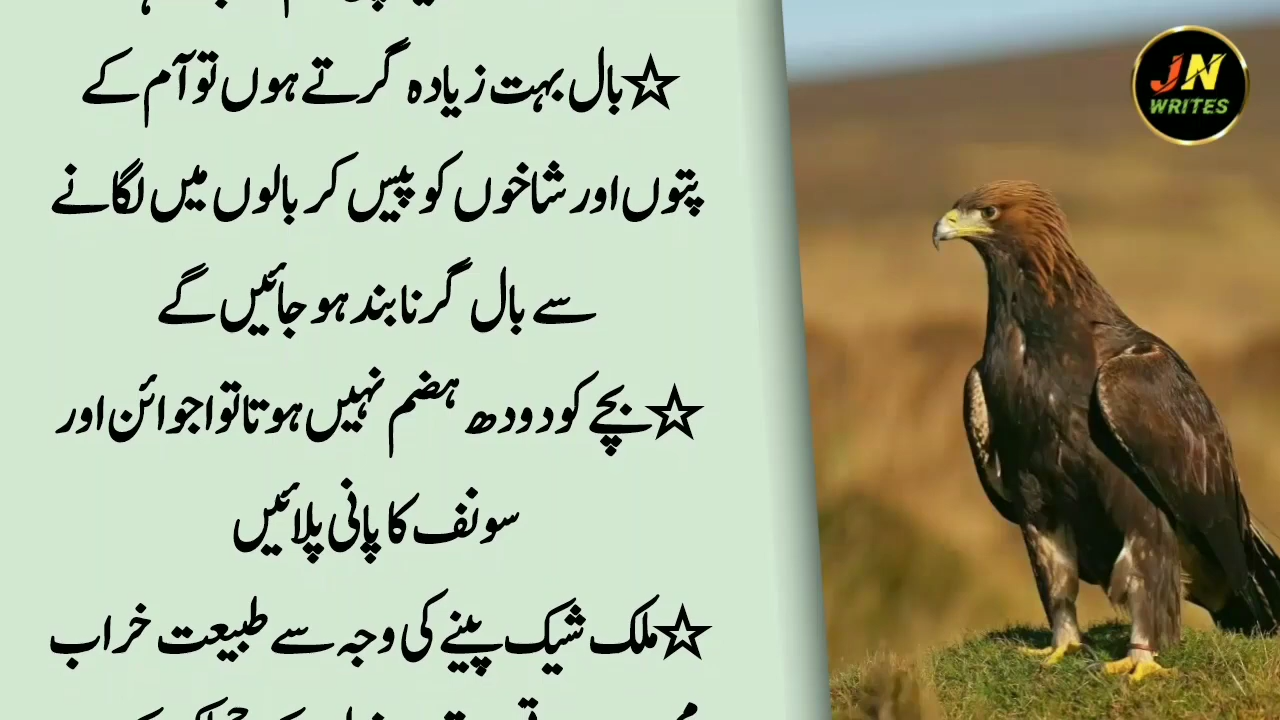 ☆بال بہت زیادہ گرتے ہوں تو آم کے
پتوں اور شاخوں کو پیس کر بالوں میں لگانے
سے بال گرنا بند ہو جائیں گے
☆بچے کو دودھ ہضم نہیں ہوتا تو اجوائن اور
سونف کا پانی پلائیں
☆ملک شیک پینے کی وجہ سے طبیعت خراب
JN
WRITES